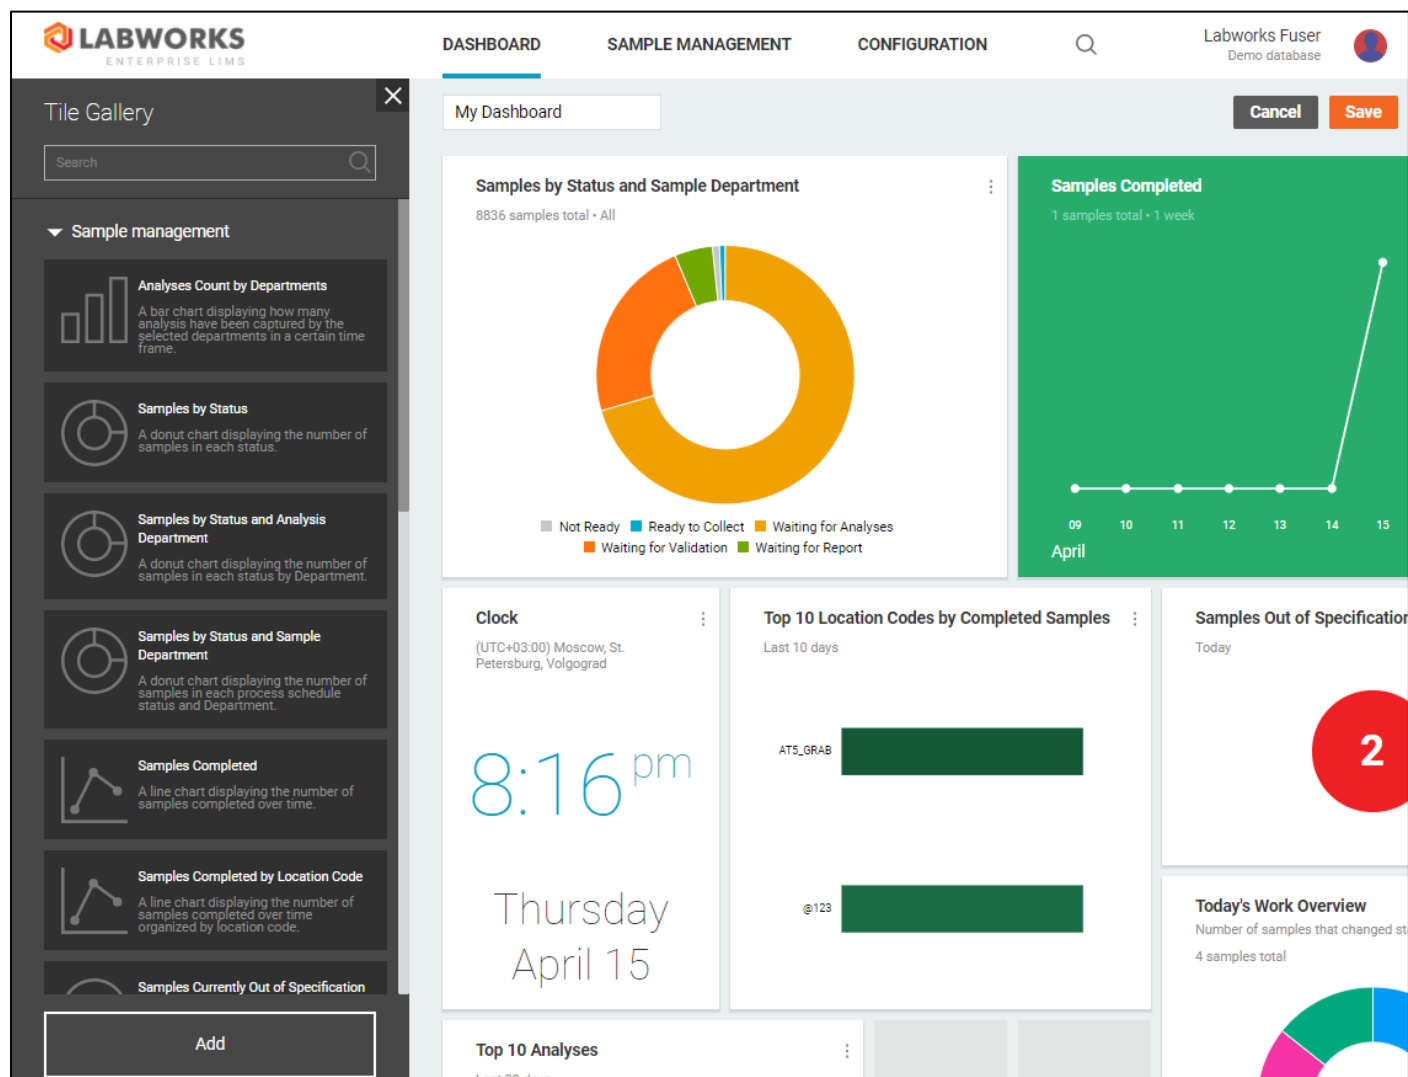 LABWORKS
ENTERPRISE LIMS
DASHBOARD
SAMPLE MANAGEMENT
CONFIGURATION
Labworks Fuser
Demo database
Tile Gallery
Search
Sample management
Analyses Count by Departments
A bar chart displaying how many
analysis have been captured by the
selected departments in a certain time
frame.
Samples by Status
A donut chart displaying the number of
samples in each status.
Samples by Status and Analysis
Department
A donut chart displaying the number of
samples in each status by Department.
Samples by Status and Sample
Department
A donut chart displaying the number of
samples in each process schedule
status and Department.
Samples Completed
A line chart displaying the number of
samples completed over time.
Samples Completed by Location Code
A line chart displaying the number of
samples completed over time
organized by location code.
Samples Currently Out of Specification
Add
My Dashboard
Cancel
Save
Samples by Status and Sample Department
8836 samples total • All
Not Ready
Ready to Collect
Waiting for Analyses
Waiting for Validation
Waiting for Report
Samples Completed
1 samples total • 1 week
09 10 11 12 13 14 15
April
Clock
(UTC+03:00) Moscow, St.
Petersburg, Volgograd
8:16 pm
Thursday
April 15
Top 10 Location Codes by Completed Samples
Last 10 days
AT5_GRAB
@123
Samples Out of Specification
Today
2
Today's Work Overview
Number of samples that changed
4 samples total
Top 10 Analyses